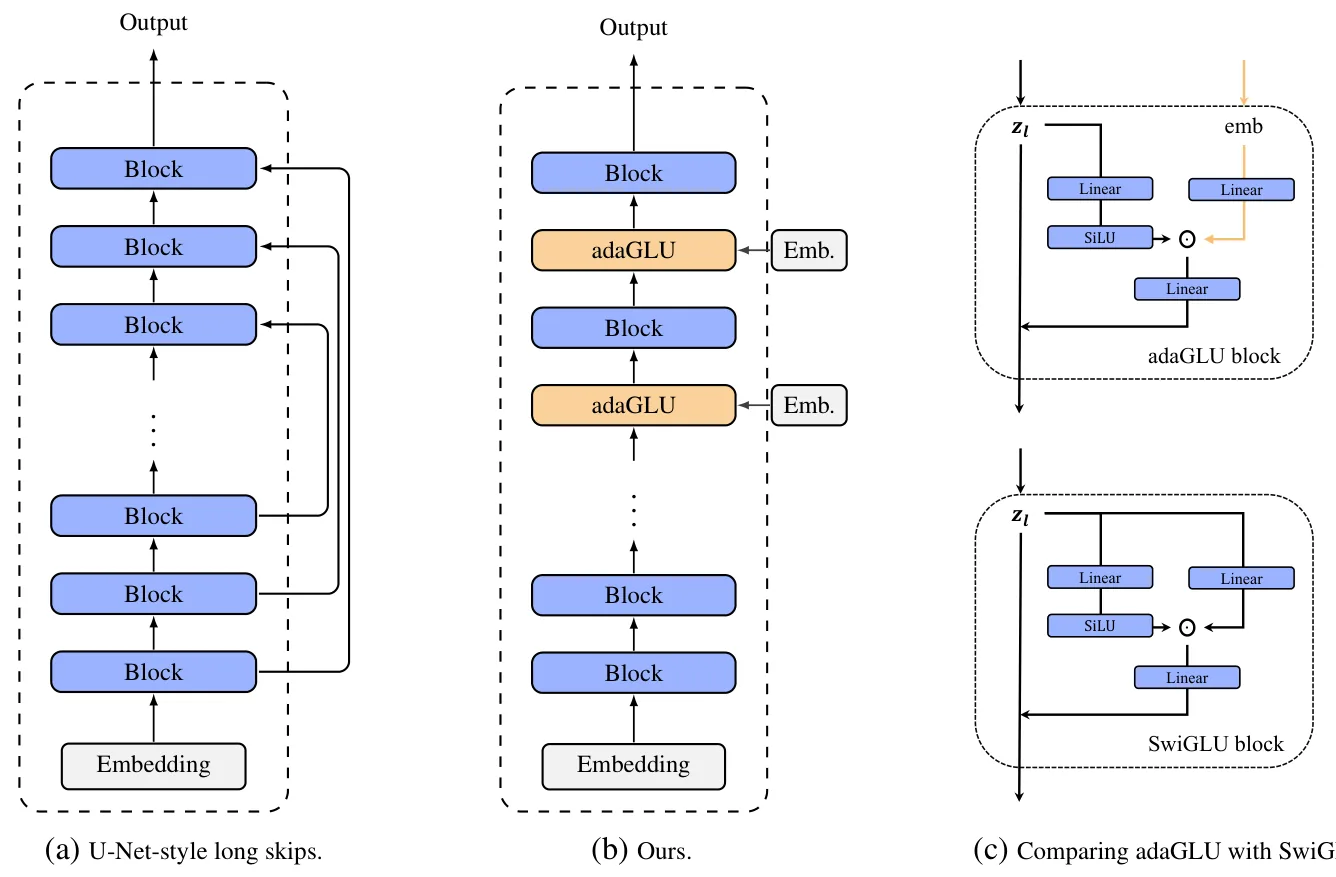 Output
Block
Block
Block
Block
Block
Block
Embedding
(a) U-Net-style long skips.
Output
Block
adaGLU
Emb.
Block
adaGLU
Emb.
Block
Block
Embedding
(b) Ours.
z_l
emb
Linear
Linear
SiLU
Linear
adaGLU block
z_l
Linear
Linear
SiLU
Linear
SwiGLU block
(c) Comparing adaGLU with SwiG